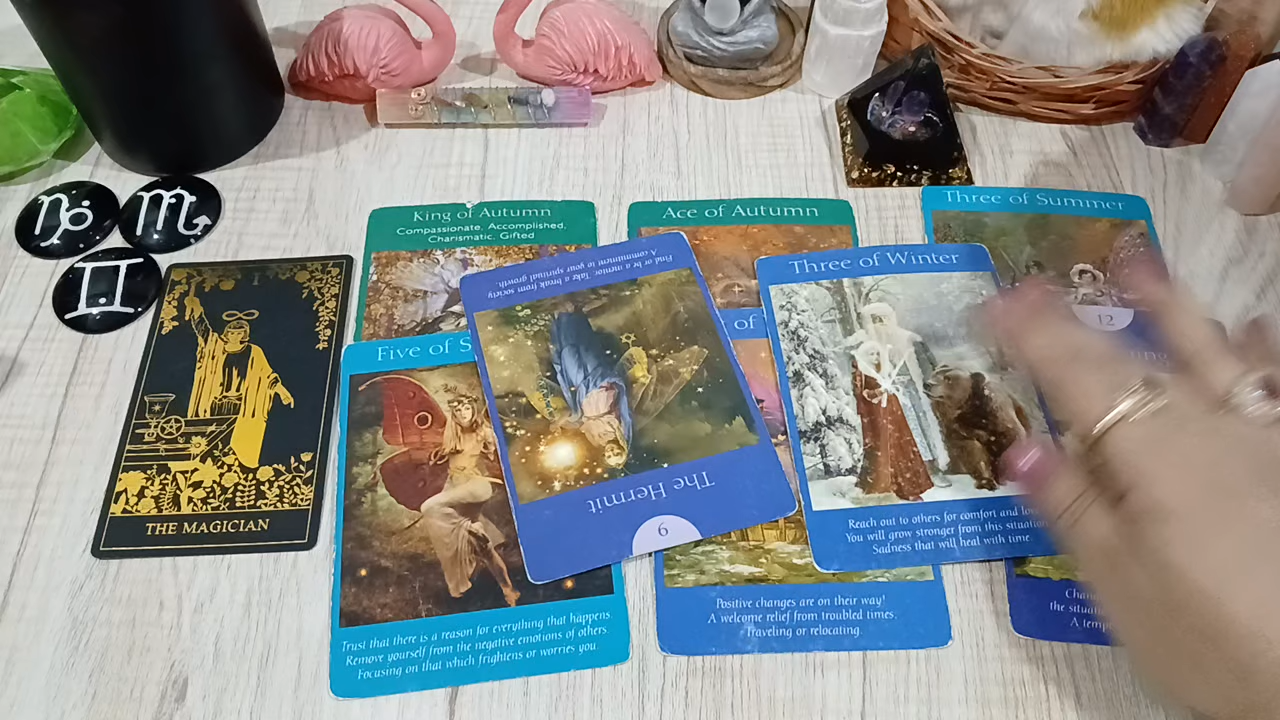 King of Autumn
Compassionate, Accomplished,
Charismatic, Gifted
Ace of Autumn
Three of Summer
12
I
THE MAGICIAN
Five of
Trust that there is a reason for everything that happens.
Remove yourself from the negative emotions of others.
Focusing on that which frightens or worries you.
Find or be a mentor. Take a break from society.
A commitment to your spiritual growth.
The Hermit
9
of
Positive changes are on their way!
A welcome relief from troubled times.
Traveling or relocating.
Three of Winter
Reach out to others for comfort and
You will grow stronger from this situation
Sadness that will heal with time.
the
A